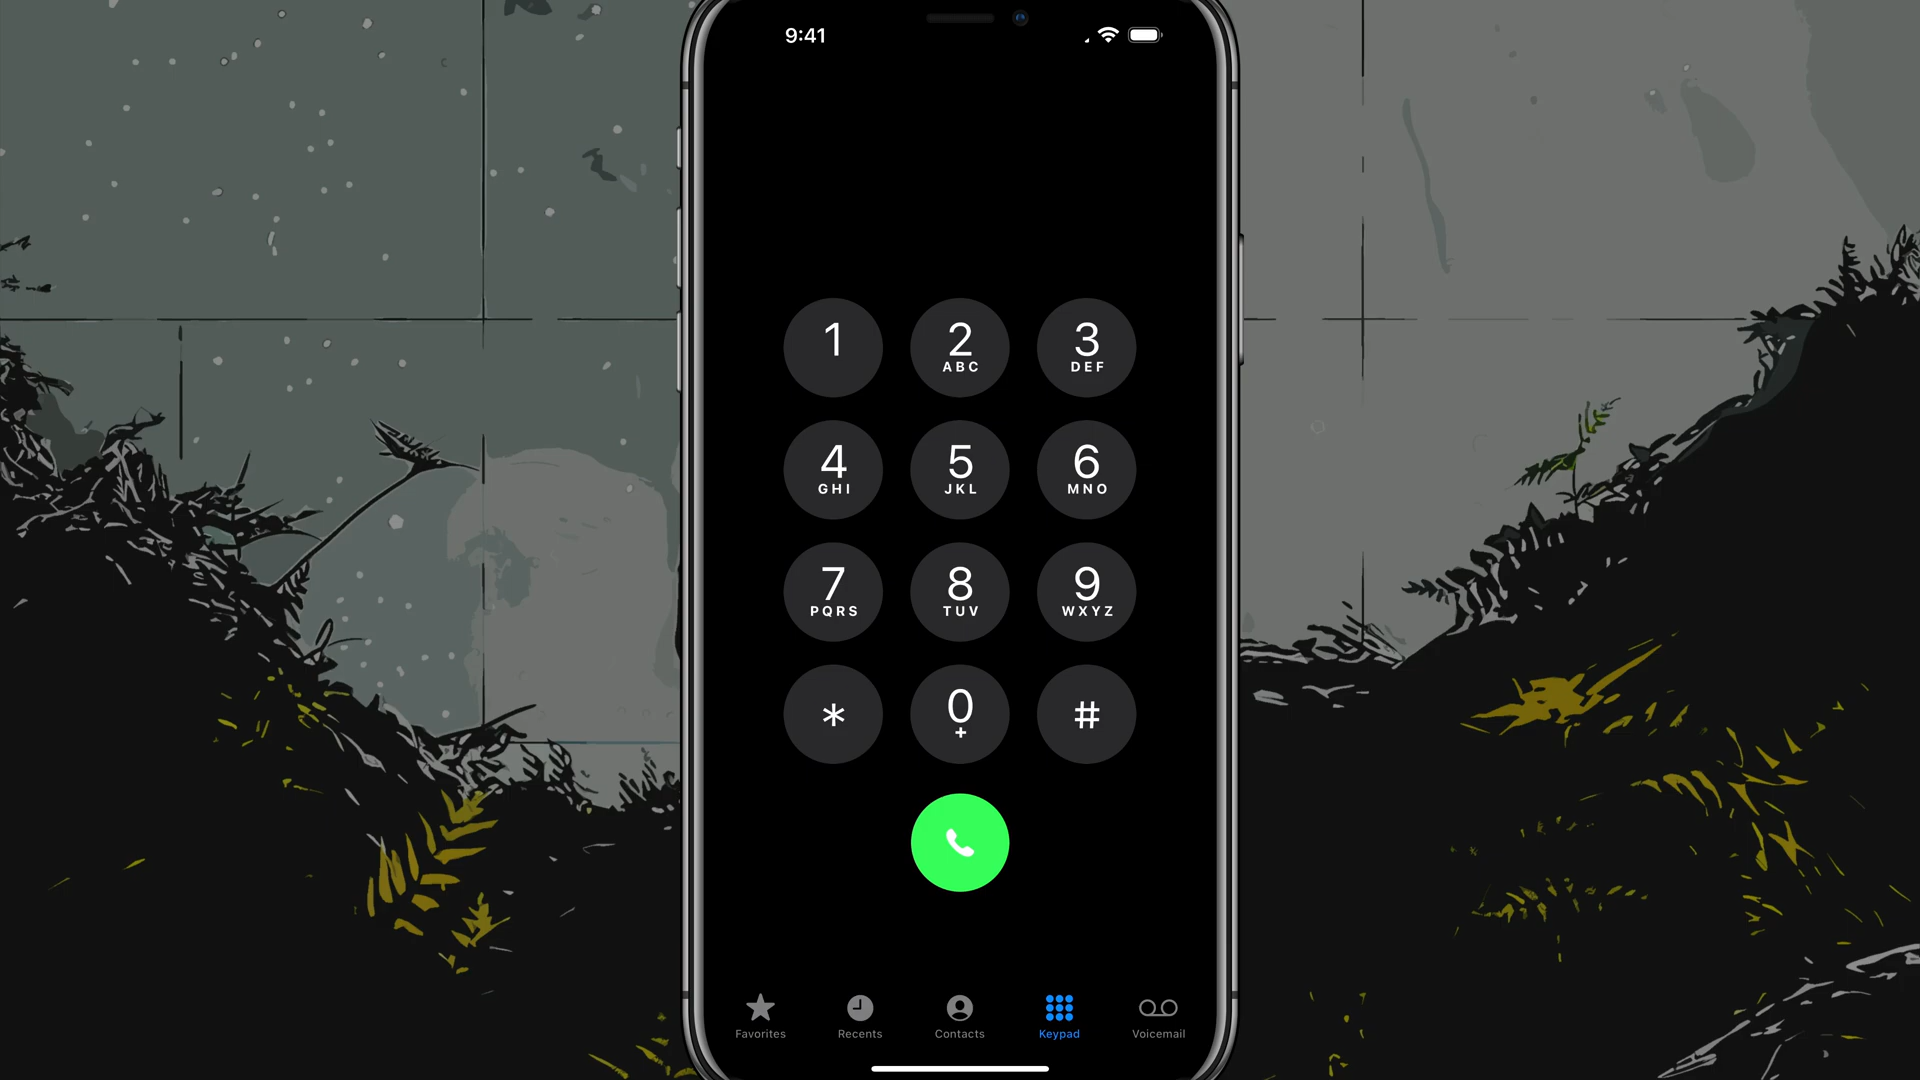 9:41
1 2 3
ABC DEF
4 5 6
GHI JKL MNO
7 8 9
PQRS TUV WXYZ
* 0 #
+
Favorites Recents Contacts Keypad Voicemail